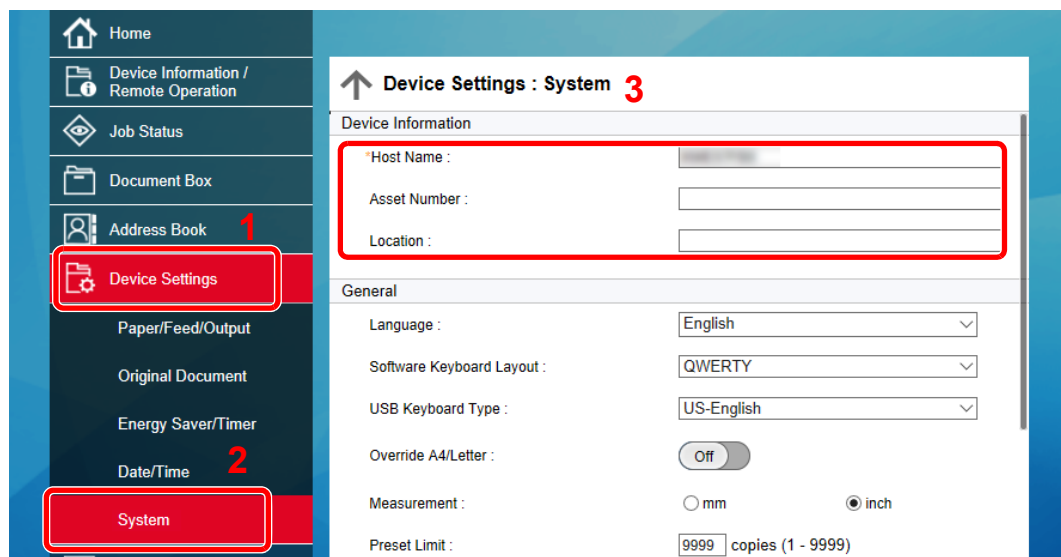 Home
Device Information /
Remote Operation
Job Status
Document Box
Address Book
1
Device Settings
Paper/Feed/Output
Original Document
Energy Saver/Timer
Date/Time
2
System
Device Settings : System
3
Device Information
*Host Name :
Asset Number :
Location :
General
Language : English
Software Keyboard Layout : QWERTY
USB Keyboard Type : US-English
Override A4/Letter : Off
Measurement : mm inch
Preset Limit : 9999 copies (1 - 9999)